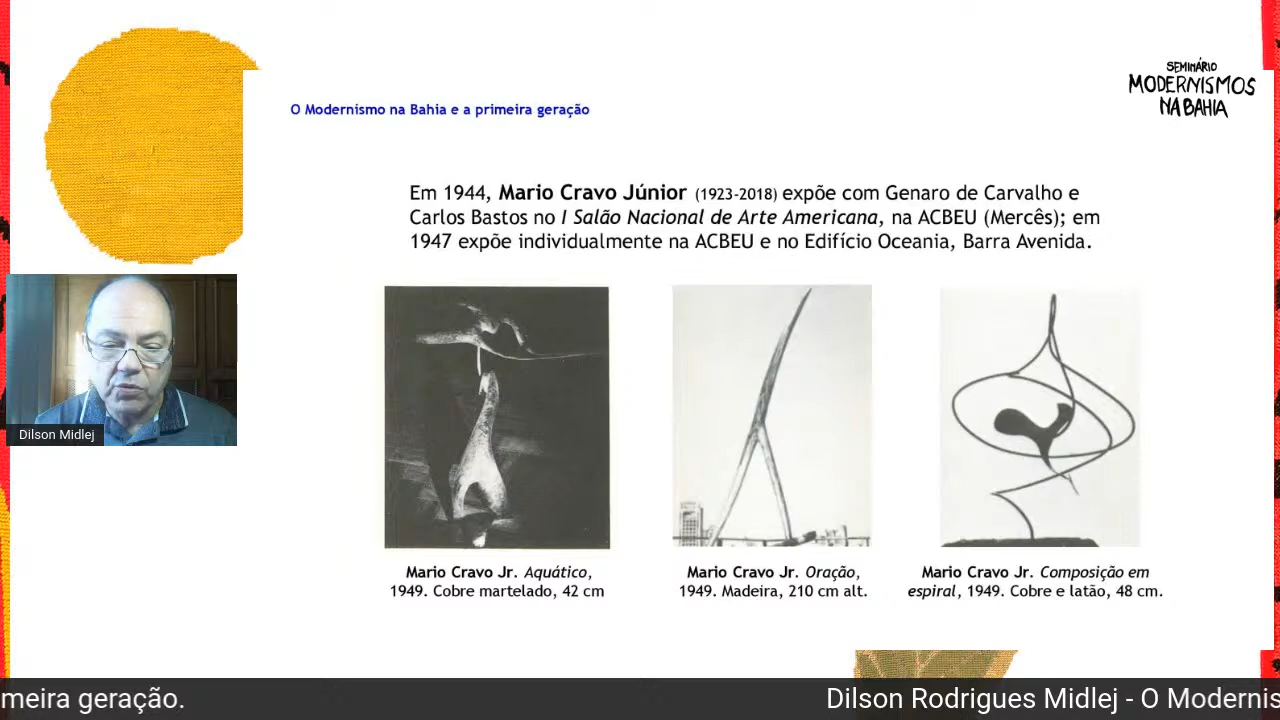 SEMINÁRIO
MODERNISMOS
NA BAHIA
O Modernismo na Bahia e a primeira geração
Em 1944, Mario Cravo Júnior (1923-2018) expõe com Genaro de Carvalho e
Carlos Bastos no I Salão Nacional de Arte Americana, na ACBEU (Mercês); em
1947 expõe individualmente na ACBEU e no Edifício Oceania, Barra Avenida.
Dilson Midlej
Mario Cravo Jr. Aquático,
1949. Cobre martelado, 42 cm
Mario Cravo Jr. Oração,
1949. Madeira, 210 cm alt.
Mario Cravo Jr. Composição em
espiral, 1949. Cobre e latão, 48 cm.
meira geração.
Dilson Rodrigues Midlej - O Modernis